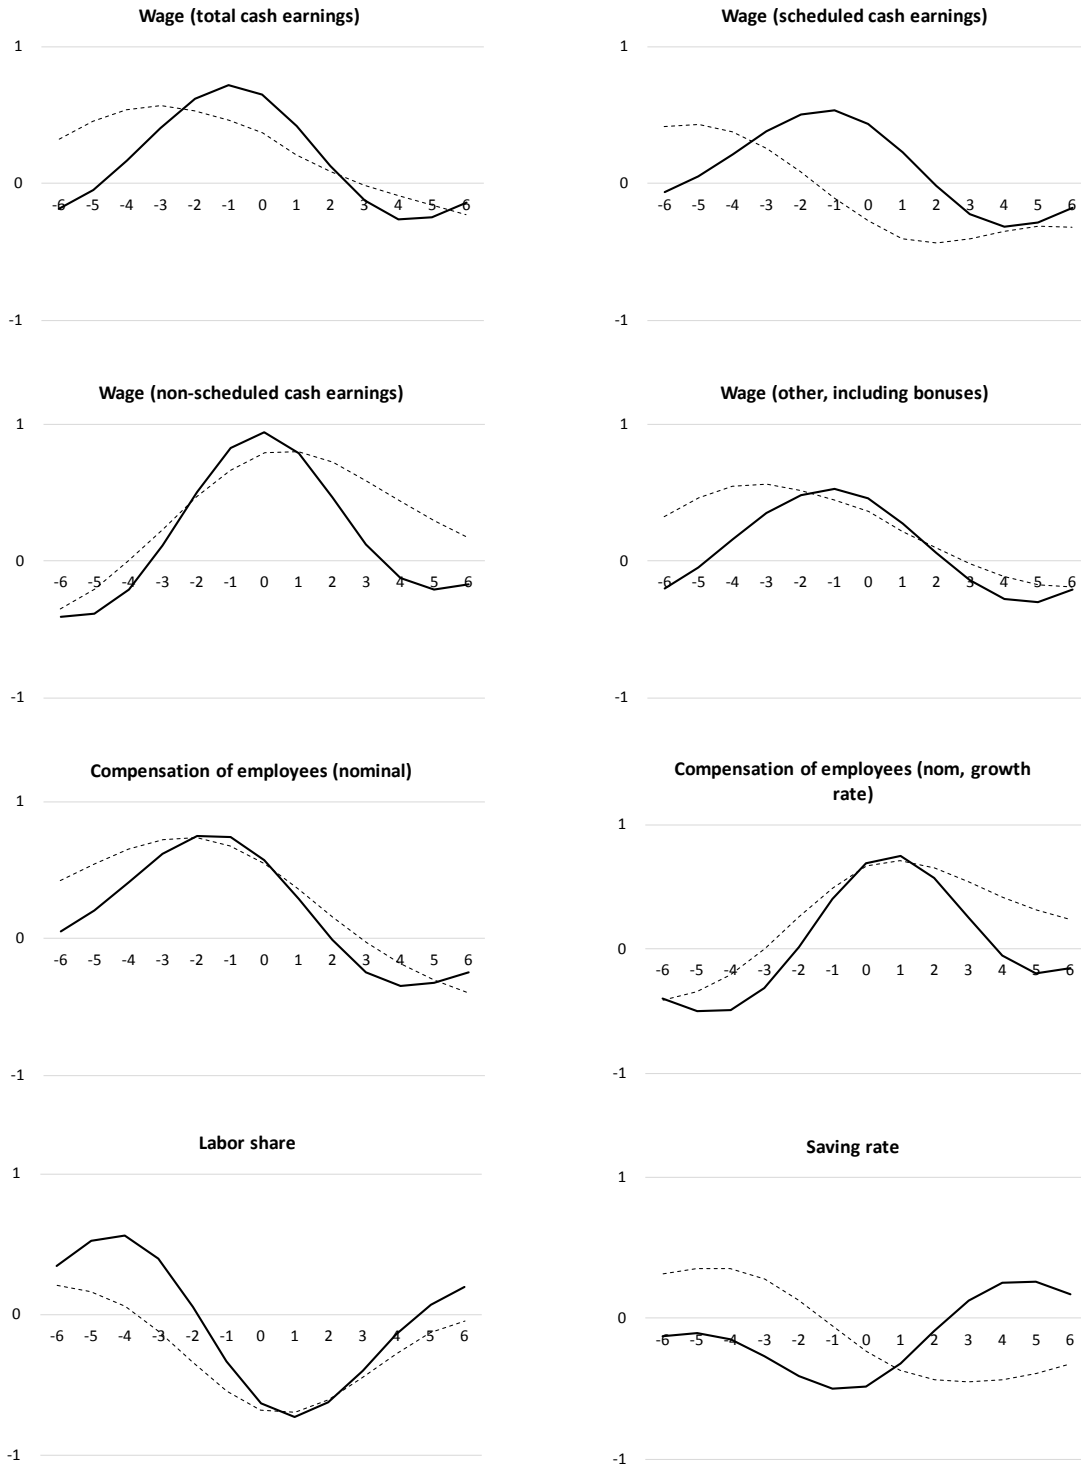 Wage (total cash earnings)
1
0
-6 -5 -4 -3 -2 -1 0 1 2 3 4 5 6
-1
Wage (scheduled cash earnings)
1
0
-6 -5 -4 -3 -2 -1 0 1 2 3 4 5 6
-1
Wage (non-scheduled cash earnings)
1
0
-6 -5 -4 -3 -2 -1 0 1 2 3 4 5 6
-1
Wage (other, including bonuses)
1
0
-6 -5 -4 -3 -2 -1 0 1 2 3 4 5 6
-1
Compensation of employees (nominal)
1
0
-6 -5 -4 -3 -2 -1 0 1 2 3 4 5 6
-1
Compensation of employees (nom, growth
rate)
1
0
-6 -5 -4 -3 -2 -1 0 1 2 3 4 5 6
-1
Labor share
1
0
-6 -5 -4 -3 -2 -1 0 1 2 3 4 5 6
-1
Saving rate
1
0
-6 -5 -4 -3 -2 -1 0 1 2 3 4 5 6
-1